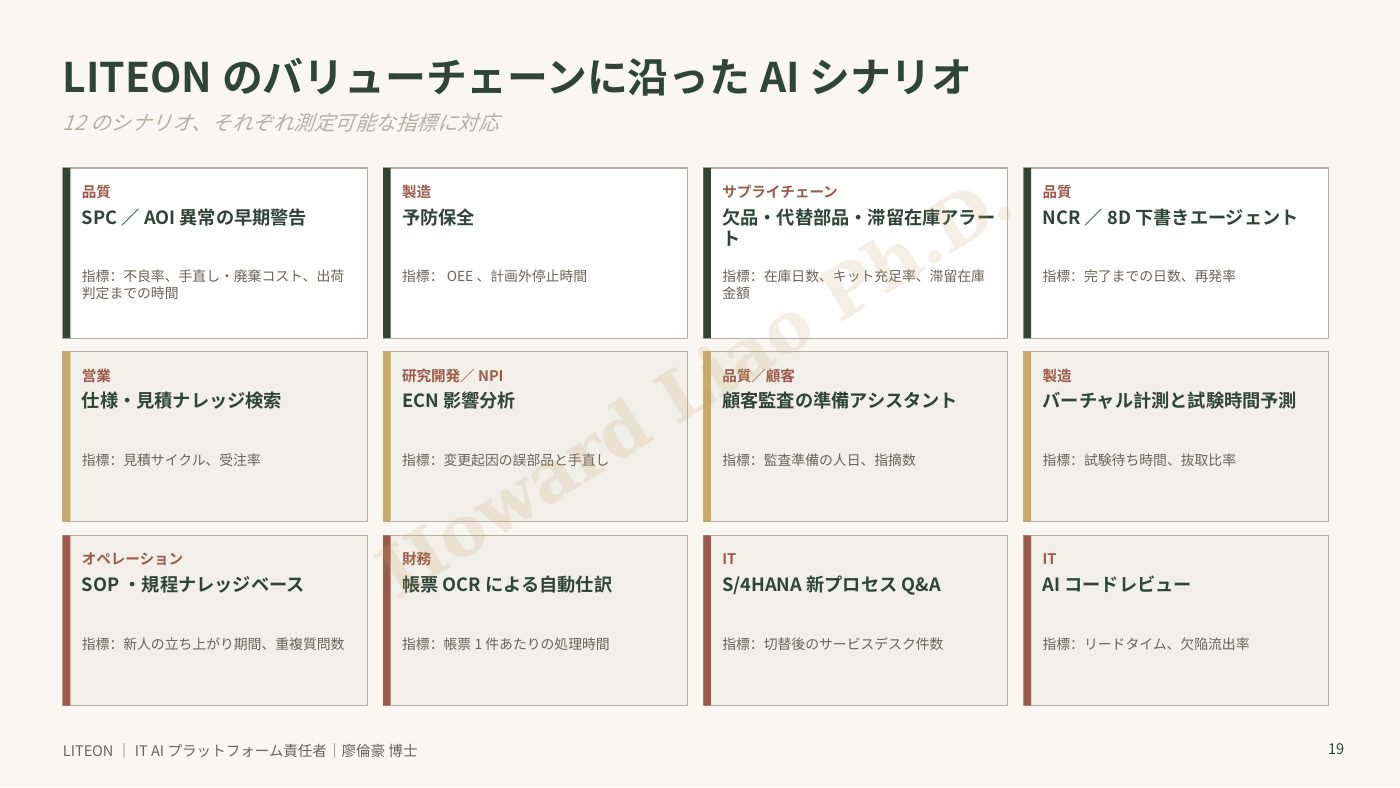 LITEON のバリューチェーンに沿った AI シナリオ
12 のシナリオ、それぞれ測定可能な指標に対応
品質
SPC ／ AOI 異常の早期警告
指標：不良率、手直し・廃棄コスト、出荷
判定までの時間
製造
予防保全
指標： OEE 、計画外停止時間
サプライチェーン
欠品・代替部品・滞留在庫アラー
ト
指標：在庫日数、キット充足率、滞留在庫
金額
品質
NCR ／ 8D 下書きエージェント
指標：完了までの日数、再発率
営業
仕様・見積ナレッジ検索
指標：見積サイクル、受注率
研究開発／ NPI
ECN 影響分析
指標：変更起因の誤部品と手直し
品質／顧客
顧客監査の準備アシスタント
指標：監査準備の人日、指摘数
製造
バーチャル計測と試験時間予測
指標：試験待ち時間、抜取比率
オペレーション
SOP ・規程ナレッジベース
指標：新人の立ち上がり期間、重複質問数
財務
帳票 OCR による自動仕訳
指標：帳票 1 件あたりの処理時間
IT
S/4HANA 新プロセス Q&A
指標：切替後のサービスデスク件数
IT
AI コードレビュー
指標：リードタイム、欠陥流出率
Howard Liao Ph.D.
LITEON｜IT AI プラットフォーム責任者｜廖倫豪 博士
19